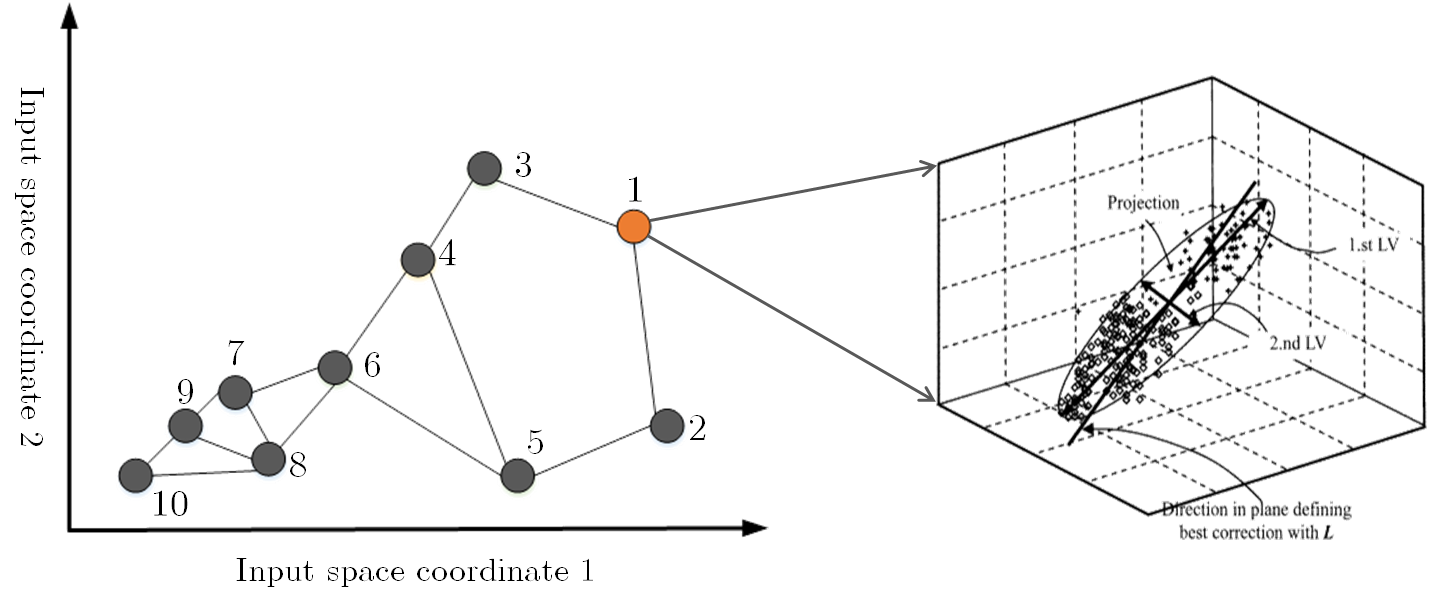 Input space coordinate 2
3
1
4
7
6
9
5
2
8
10
Input space coordinate 1
Projection
1.st LV
2.nd LV
Direction in plane defining
best correction with L